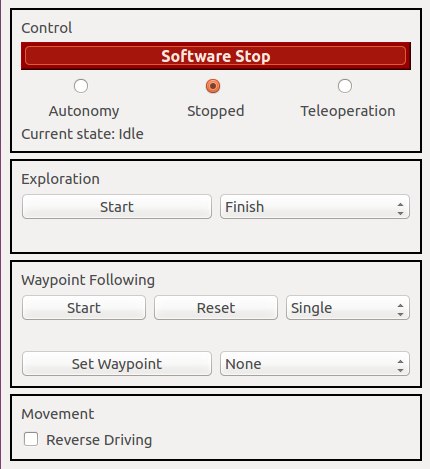 Control
Software Stop
Autonomy Stopped Teleoperation
Current state: Idle
Exploration
Start Finish
Waypoint Following
Start Reset Single
Set Waypoint None
Movement
Reverse Driving